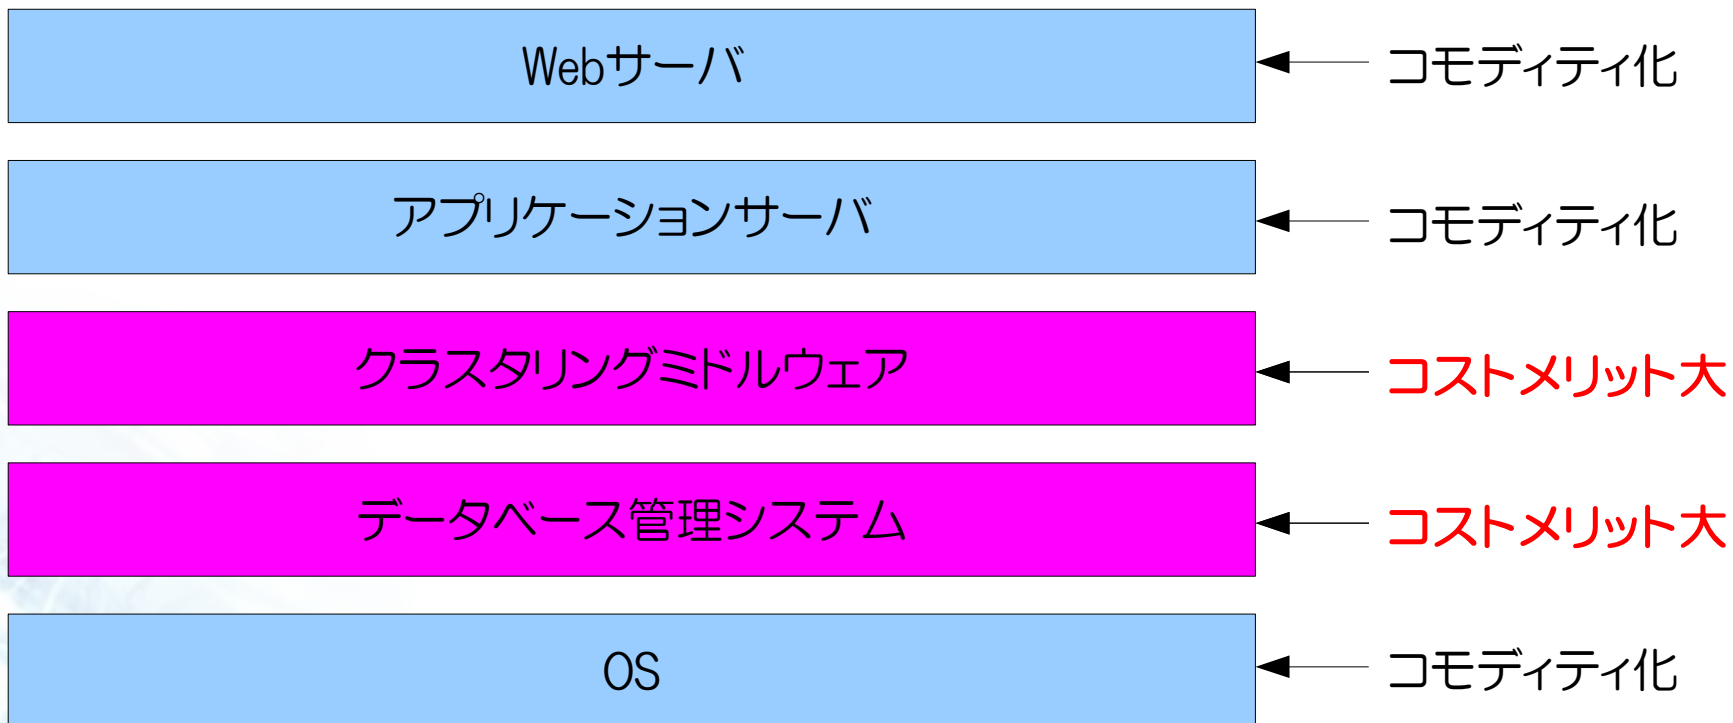 Webサーバ
コモディティ化
アプリケーションサーバ
コモディティ化
クラスタリングミドルウェア
コストメリット大
データベース管理システム
コストメリット大
OS
コモディティ化